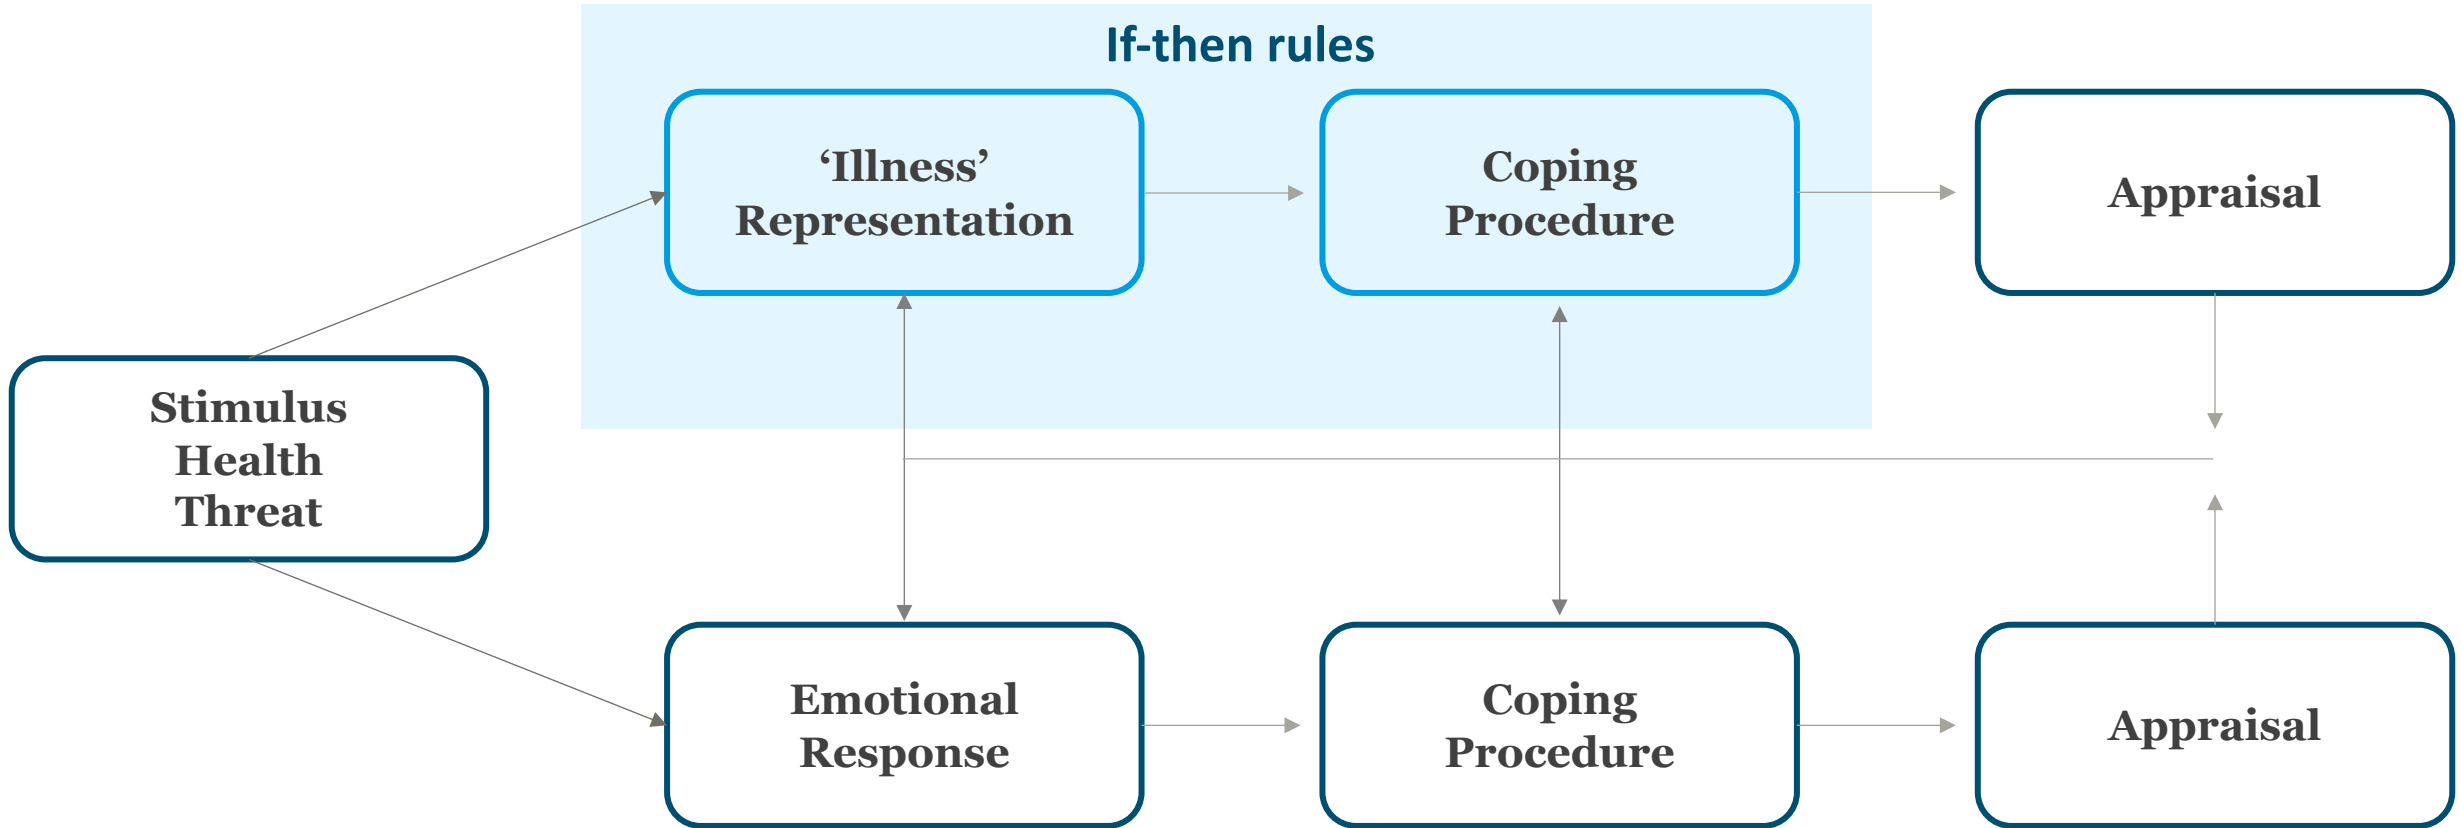 If-then rules
‘Illness’
Representation
Coping
Procedure
Appraisal
Stimulus
Health
Threat
Emotional
Response
Coping
Procedure
Appraisal